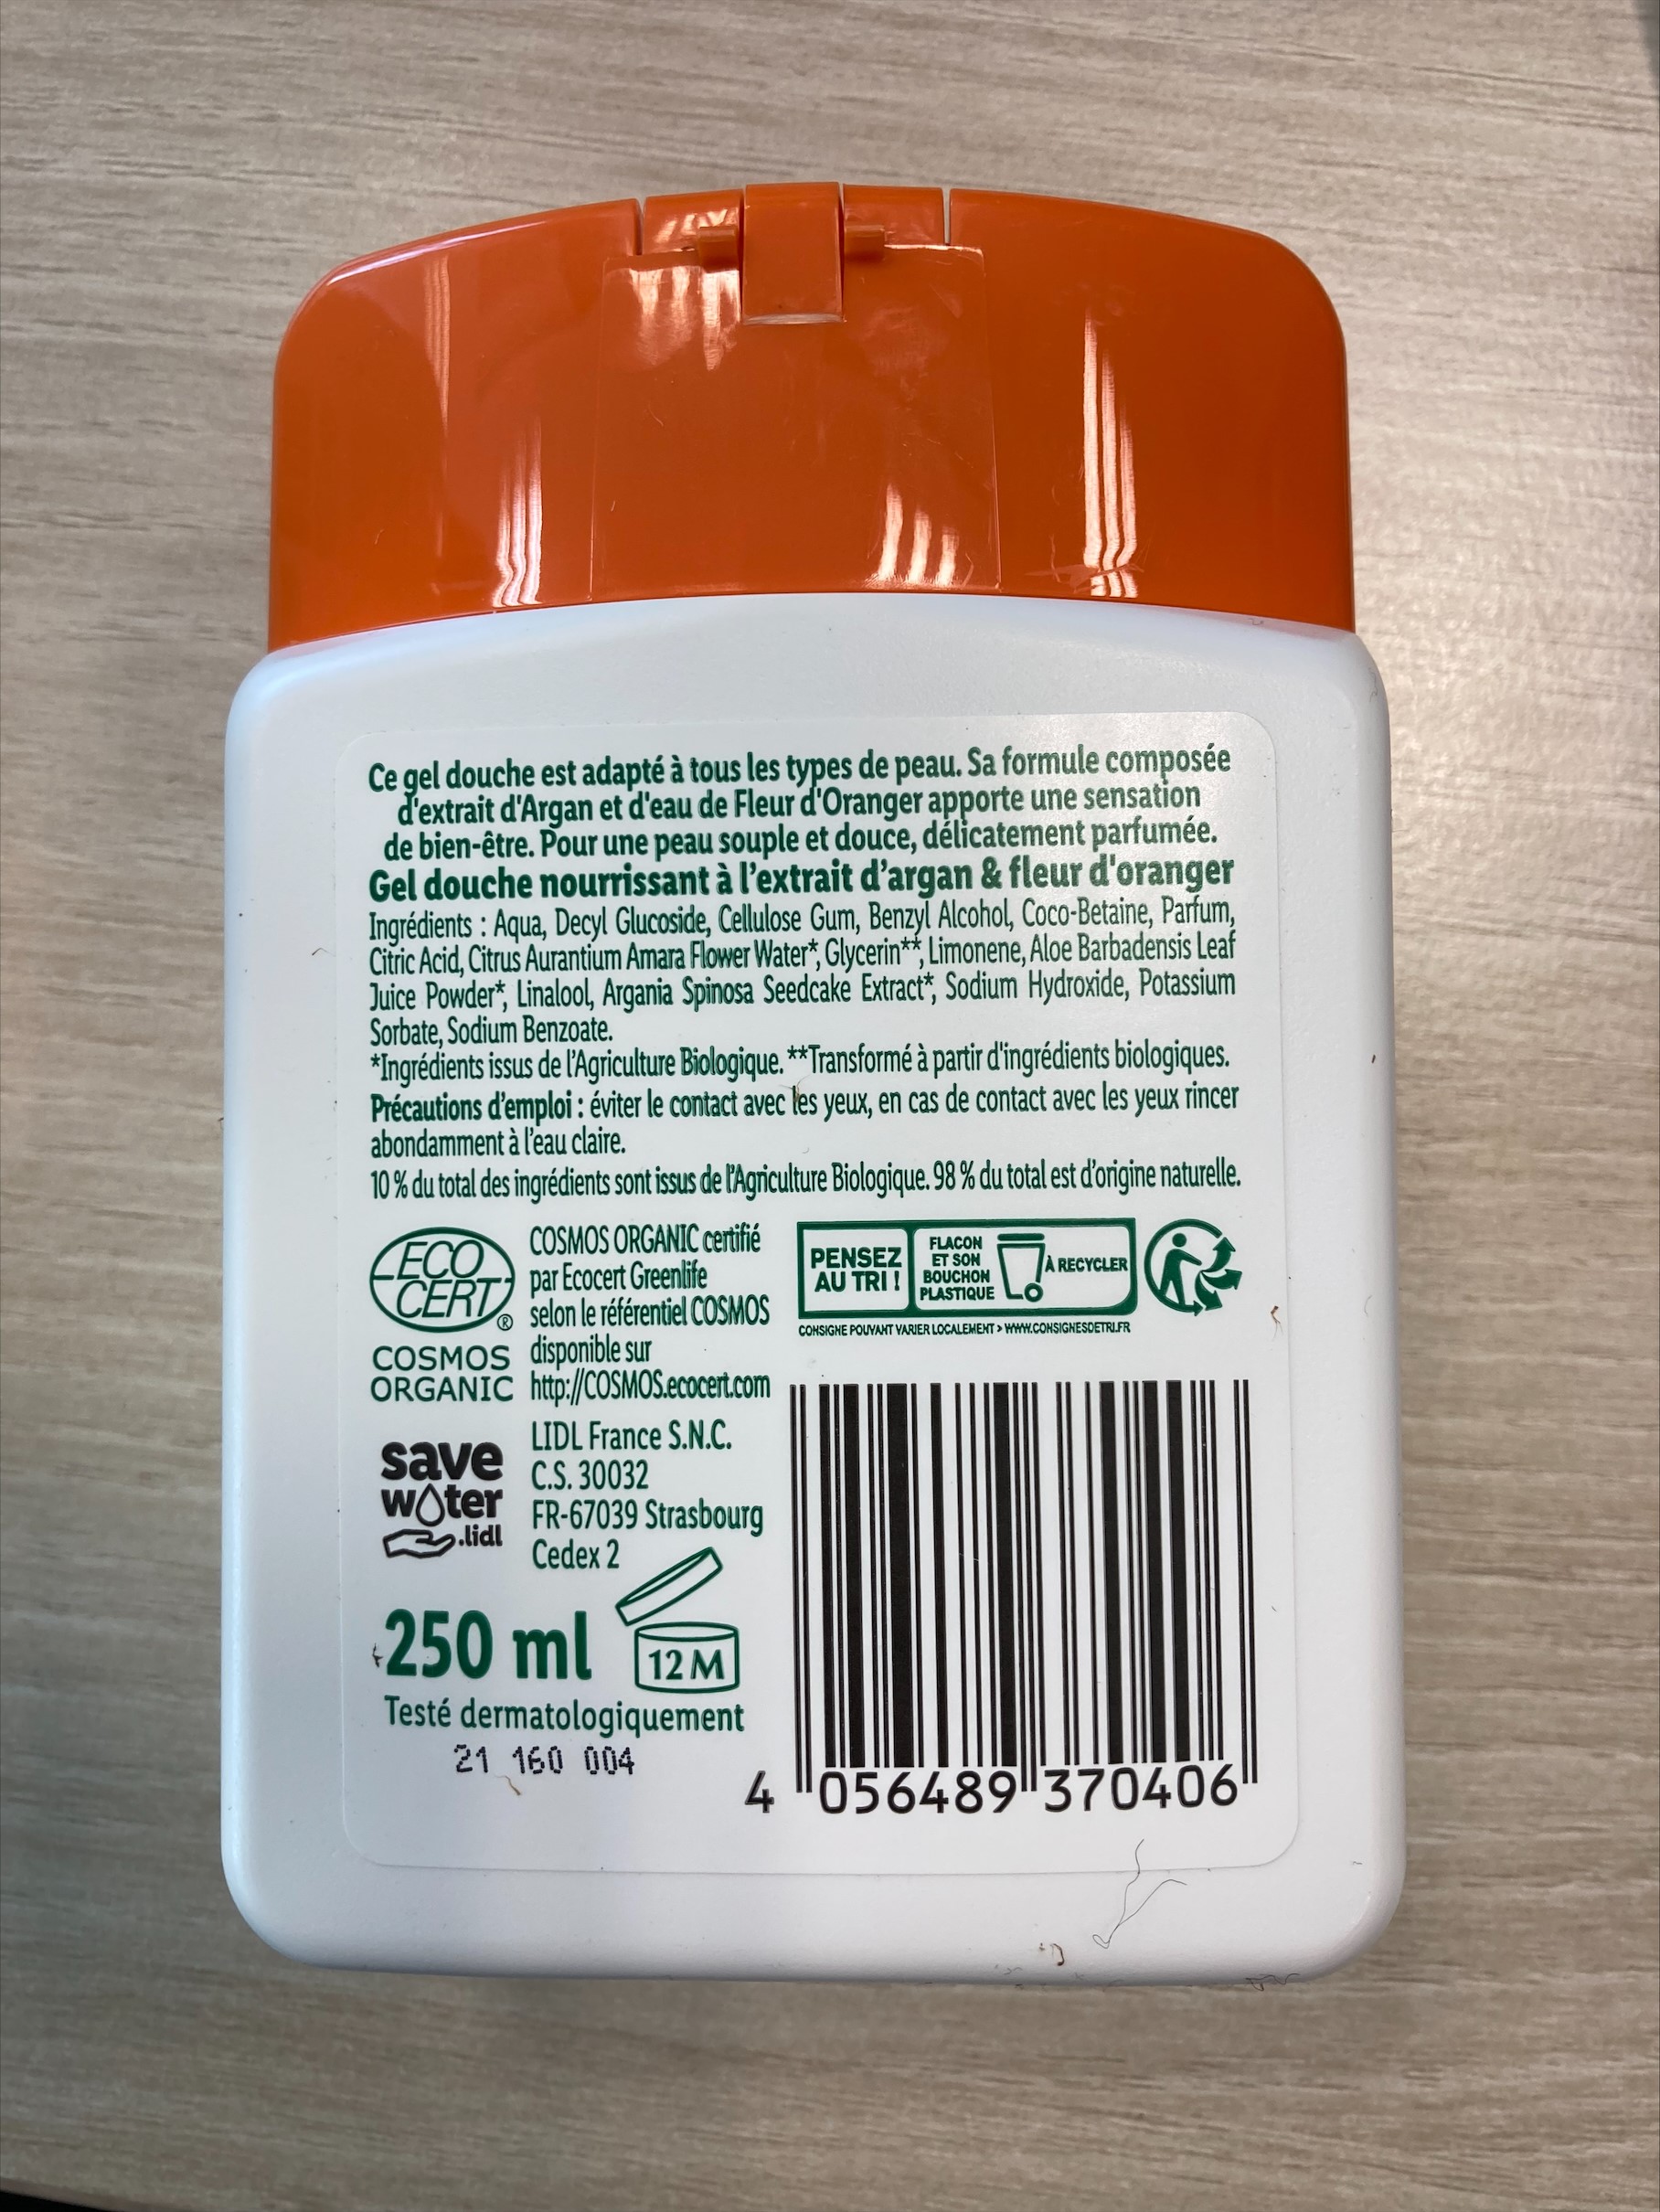 Ce gel douche est adapté à tous les types de peau. Sa formule composée
d'extrait d'Argan et d'eau de Fleur d'Oranger apporte une sensation
de bien-être. Pour une peau souple et douce, délicatement parfumée.
Gel douche nourrissant à l’extrait d’argan & fleur d'oranger
Ingrédients : Aqua, Decyl Glucoside, Cellulose Gum, Benzyl Alcohol, Coco-Betaine, Parfum,
Citric Acid, Citrus Aurantium Amara Flower Water*, Glycerin**, Limonene, Aloe Barbadensis Leaf
Juice Powder*, Linalool, Argania Spinosa Seedcake Extract*, Sodium Hydroxide, Potassium
Sorbate, Sodium Benzoate.
*Ingrédients issus de l’Agriculture Biologique. **Transformé à partir d'ingrédients biologiques.
Précautions d’emploi : éviter le contact avec les yeux, en cas de contact avec les yeux rincer
abondamment à l’eau claire.
10 % du total des ingrédients sont issus de l’Agriculture Biologique. 98 % du total est d’origine naturelle.
ECO
CERT®
COSMOS
ORGANIC
COSMOS ORGANIC certifié
par Ecocert Greenlife
selon le référentiel COSMOS
disponible sur
http://COSMOS.ecocert.com
PENSEZ
AU TRI !
FLACON
ET SON
BOUCHON
PLASTIQUE
À RECYCLER
CONSIGNE POUVANT VARIER LOCALEMENT > WWW.CONSIGNESDETRI.FR
save
water
.lidl
LIDL France S.N.C.
C.S. 30032
FR-67039 Strasbourg
Cedex 2
250 ml
12 M
Testé dermatologiquement
21 160 004
4 056489 370406